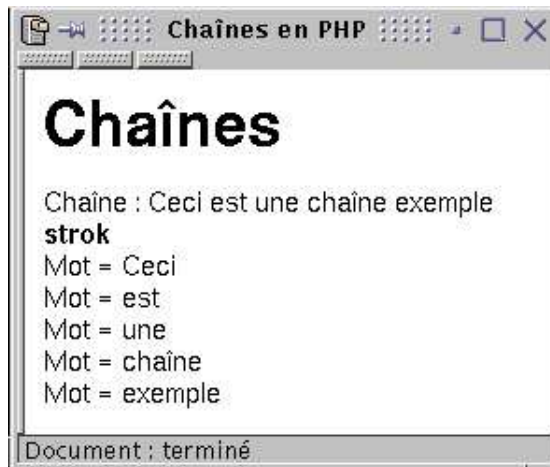 Chaînes en PHP
Chaînes
Chaîne : Ceci est une chaîne exemple
strok
Mot = Ceci
Mot = est
Mot = une
Mot = chaîne
Mot = exemple
Document : terminé